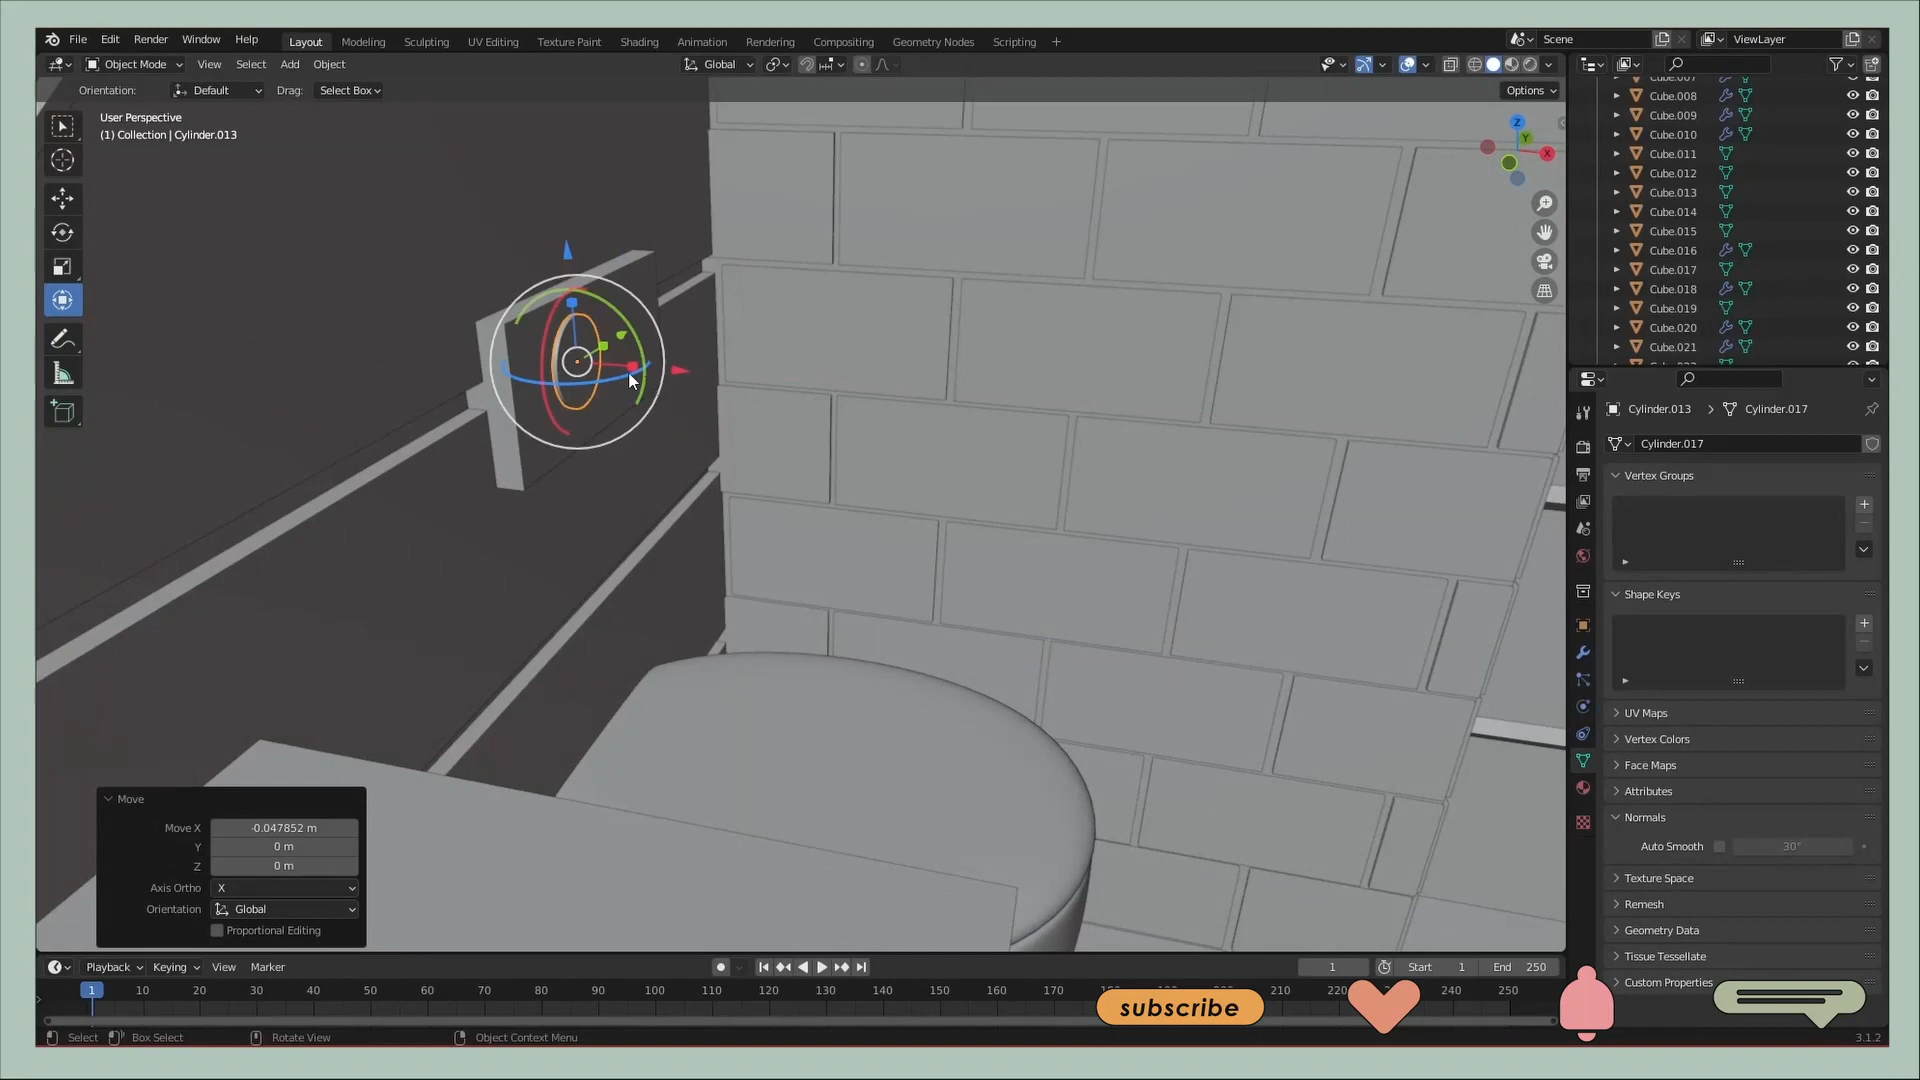 File Edit Render Window Help Layout Modeling Sculpting UV Editing Texture Paint Shading Animation Rendering Compositing Geometry Nodes Scripting + Scene ViewLayer
Object Mode View Select Add Object Global
Orientation: Default Drag: Select Box Options
User Perspective
(1) Collection | Cylinder.013
Z
Y
X
Cube.008
Cube.009
Cube.010
Cube.011
Cube.012
Cube.013
Cube.014
Cube.015
Cube.016
Cube.017
Cube.018
Cube.019
Cube.020
Cube.021
Cylinder.013 Cylinder.017
Cylinder.017
Vertex Groups
Shape Keys
UV Maps
Vertex Colors
Face Maps
Attributes
Normals
Auto Smooth 30°
Texture Space
Remesh
Geometry Data
Tissue Tessellate
Custom Properties
Move
Move X -0.047852 m
Y 0 m
Z 0 m
Axis Ortho X
Orientation Global
Proportional Editing
Playback Keying View Marker 1 Start 1 End 250
1 10 20 30 40 50 60 70 80 90 100 110 120 130 140 150 160 170 200 210 240 250
subscribe
Select Box Select Rotate View Object Context Menu 3.1.2